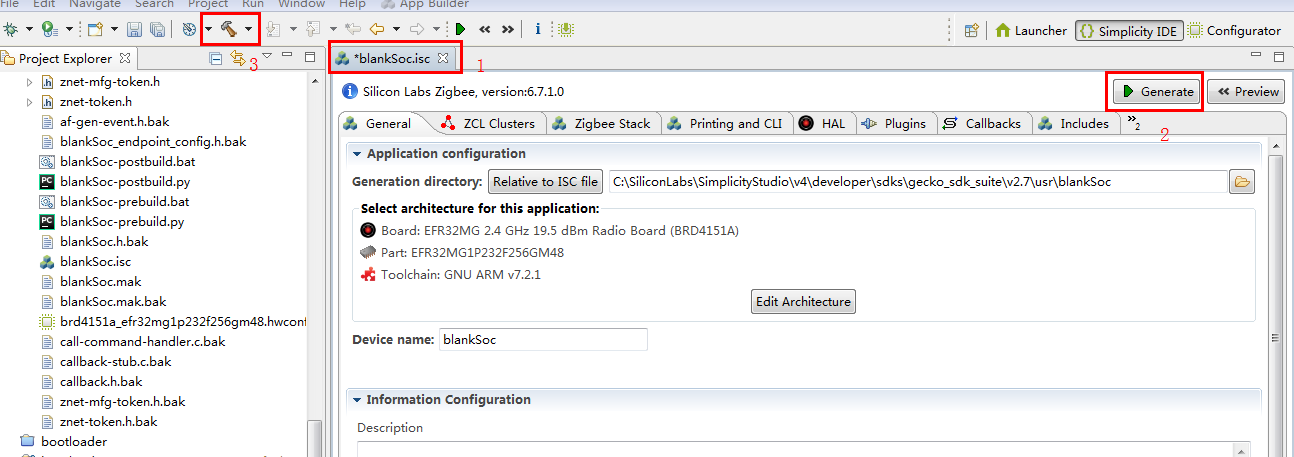 File Edit Navigate Search Project Run Window Help App Builder
Launcher Simplicity IDE Configurator
Project Explorer 3 *blankSoc.isc 1
znet-mfg-token.h
znet-token.h
af-gen-event.h.bak
blankSoc_endpoint_config.h.bak
blankSoc-postbuild.bat
blankSoc-postbuild.py
blankSoc-prebuild.bat
blankSoc-prebuild.py
blankSoc.h.bak
blankSoc.isc
blankSoc.mak
blankSoc.mak.bak
brd4151a_efr32mg1p232f256gm48.hwconf
call-command-handler.c.bak
callback-stub.c.bak
callback.h.bak
znet-mfg-token.h.bak
znet-token.h.bak
bootloader
Silicon Labs Zigbee, version:6.7.1.0 Generate Preview
General ZCL Clusters Zigbee Stack Printing and CLI HAL Plugins Callbacks Includes »2
2
Application configuration
Generation directory: Relative to ISC file C:\SiliconLabs\SimplicityStudio\v4\developer\sdks\gecko_sdk_suite\v2.7\usr\blankSoc
Select architecture for this application:
Board: EFR32MG 2.4 GHz 19.5 dBm Radio Board (BRD4151A)
Part: EFR32MG1P232F256GM48
Toolchain: GNU ARM v7.2.1
Edit Architecture
Device name: blankSoc
Information Configuration
Description